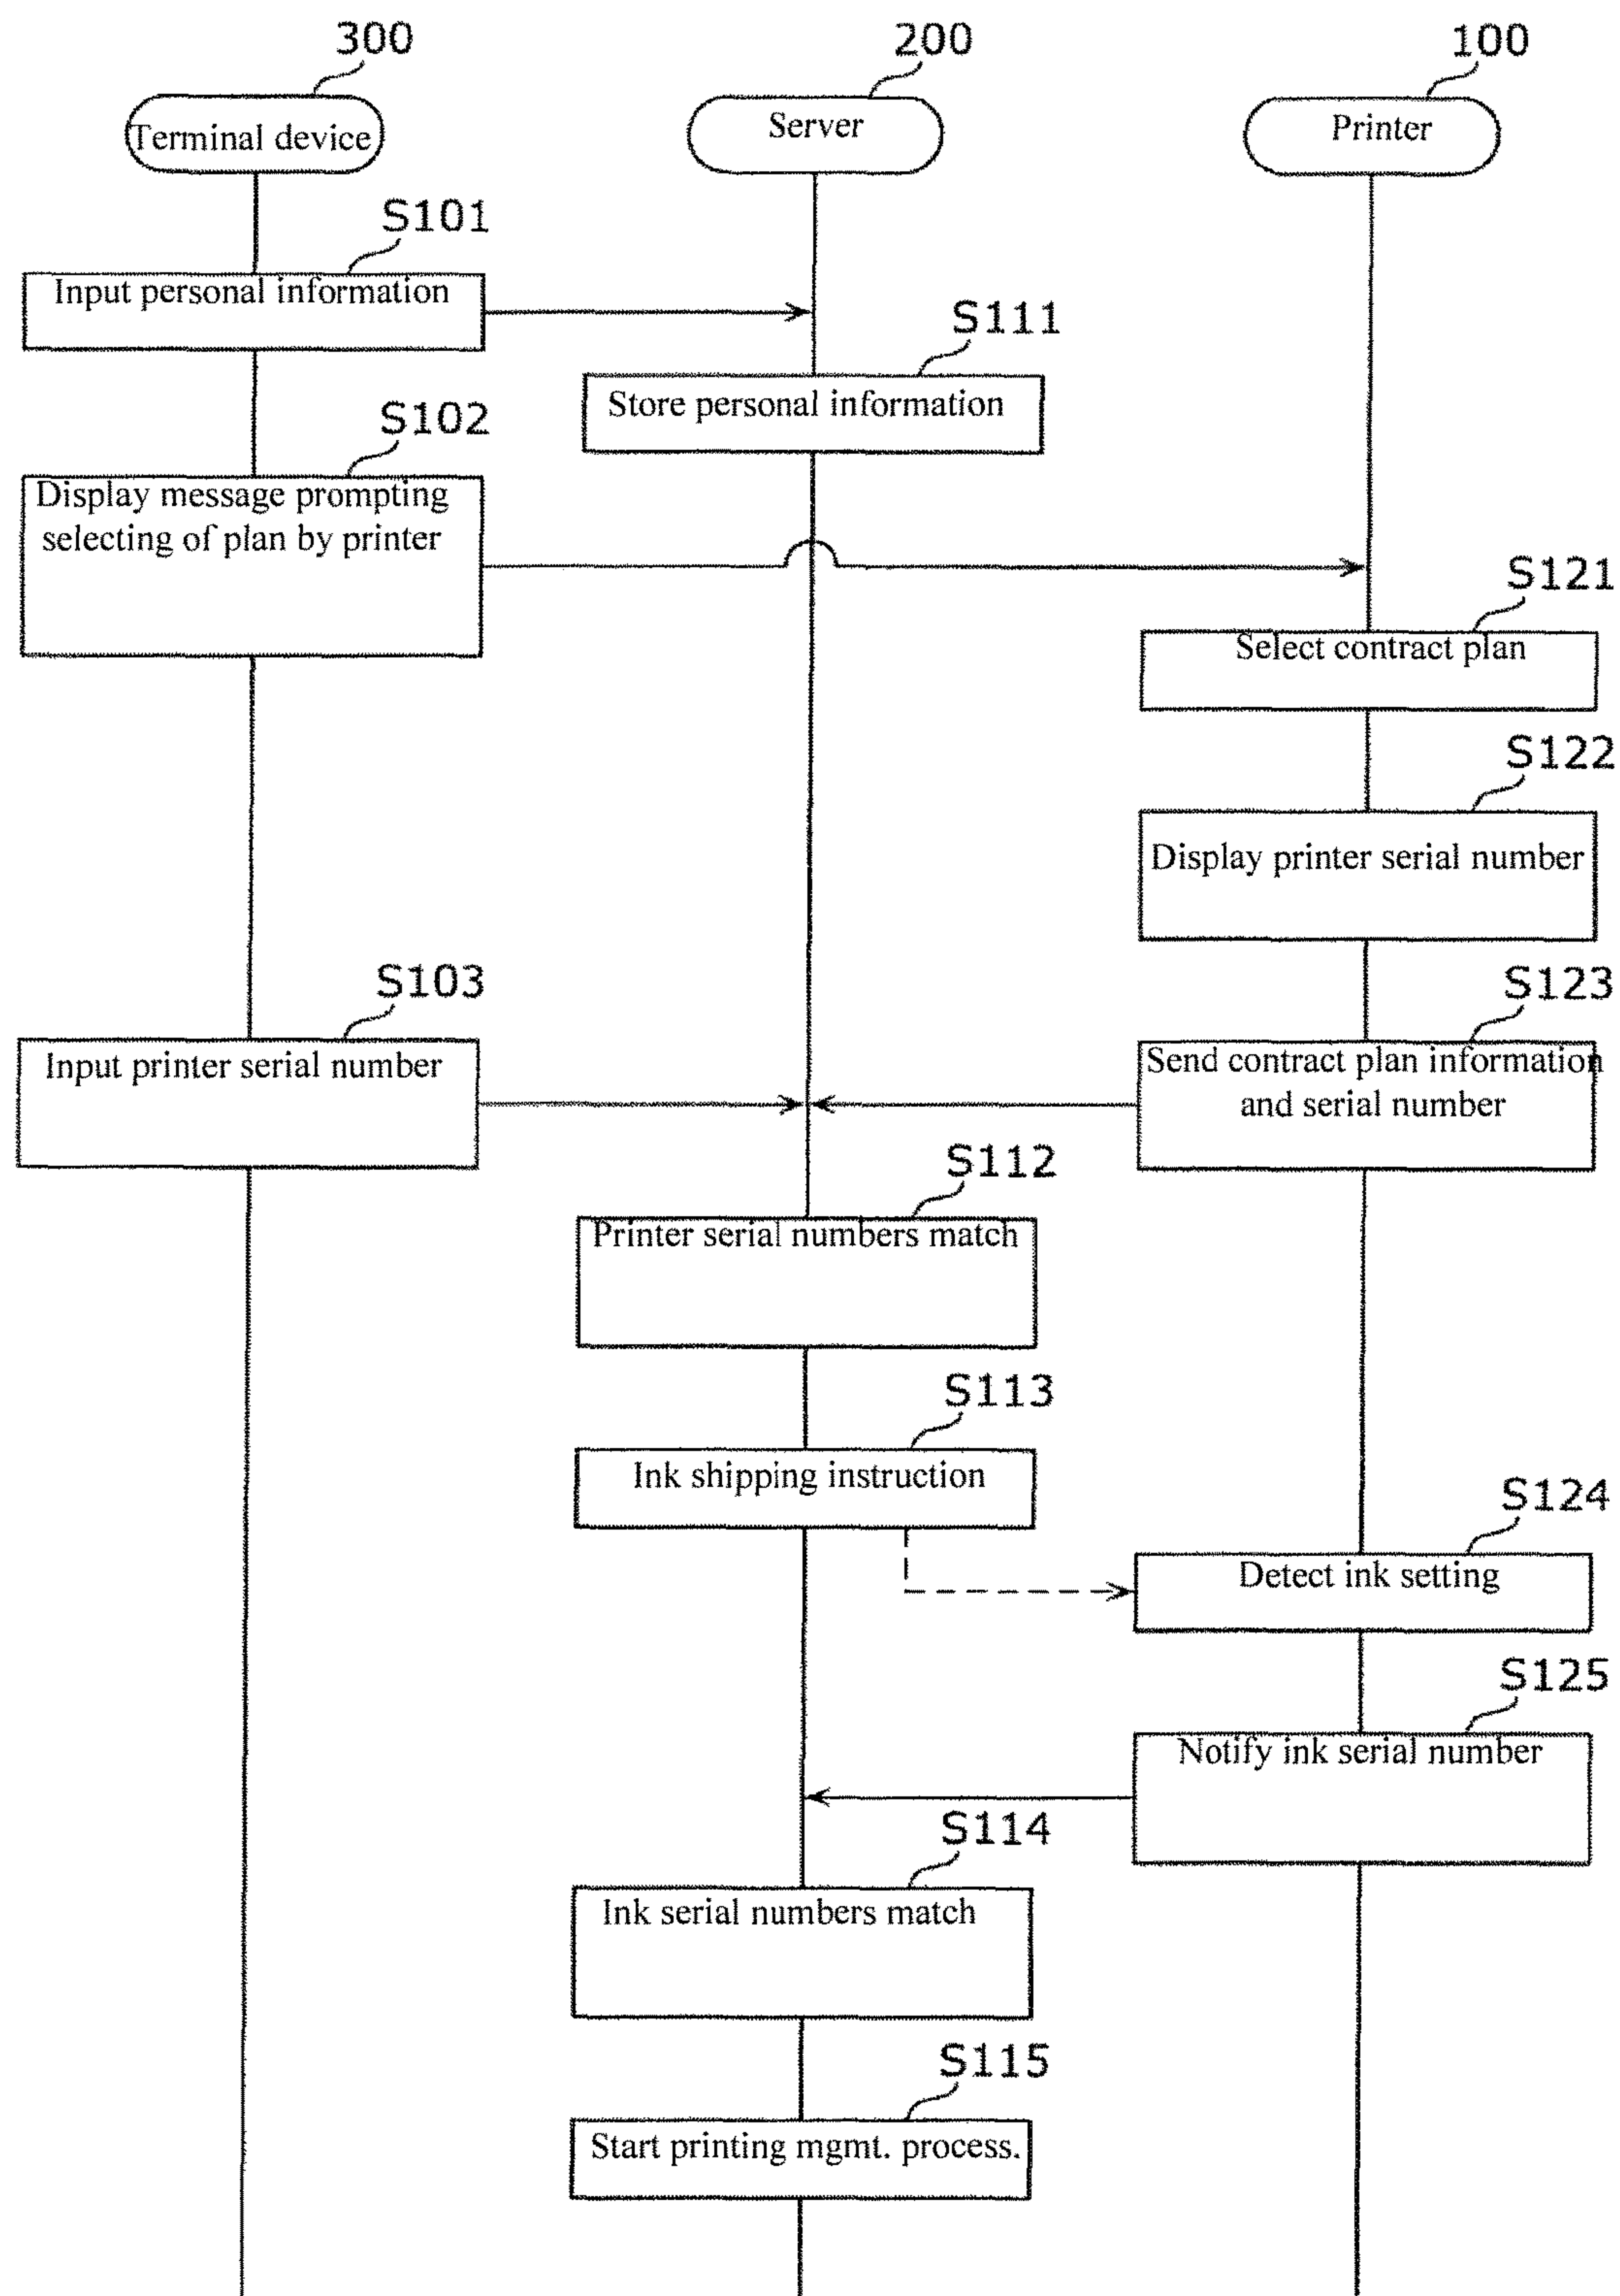 300
200
100
Terminal device
Server
Printer
S101
Input personal information
S111
Store personal information
S102
Display message prompting
selecting of plan by printer
S121
Select contract plan
S122
Display printer serial number
S103
Input printer serial number
S123
Send contract plan information
and serial number
S112
Printer serial numbers match
S113
Ink shipping instruction
S124
Detect ink setting
S125
Notify ink serial number
S114
Ink serial numbers match
S115
Start printing mgmt. process.